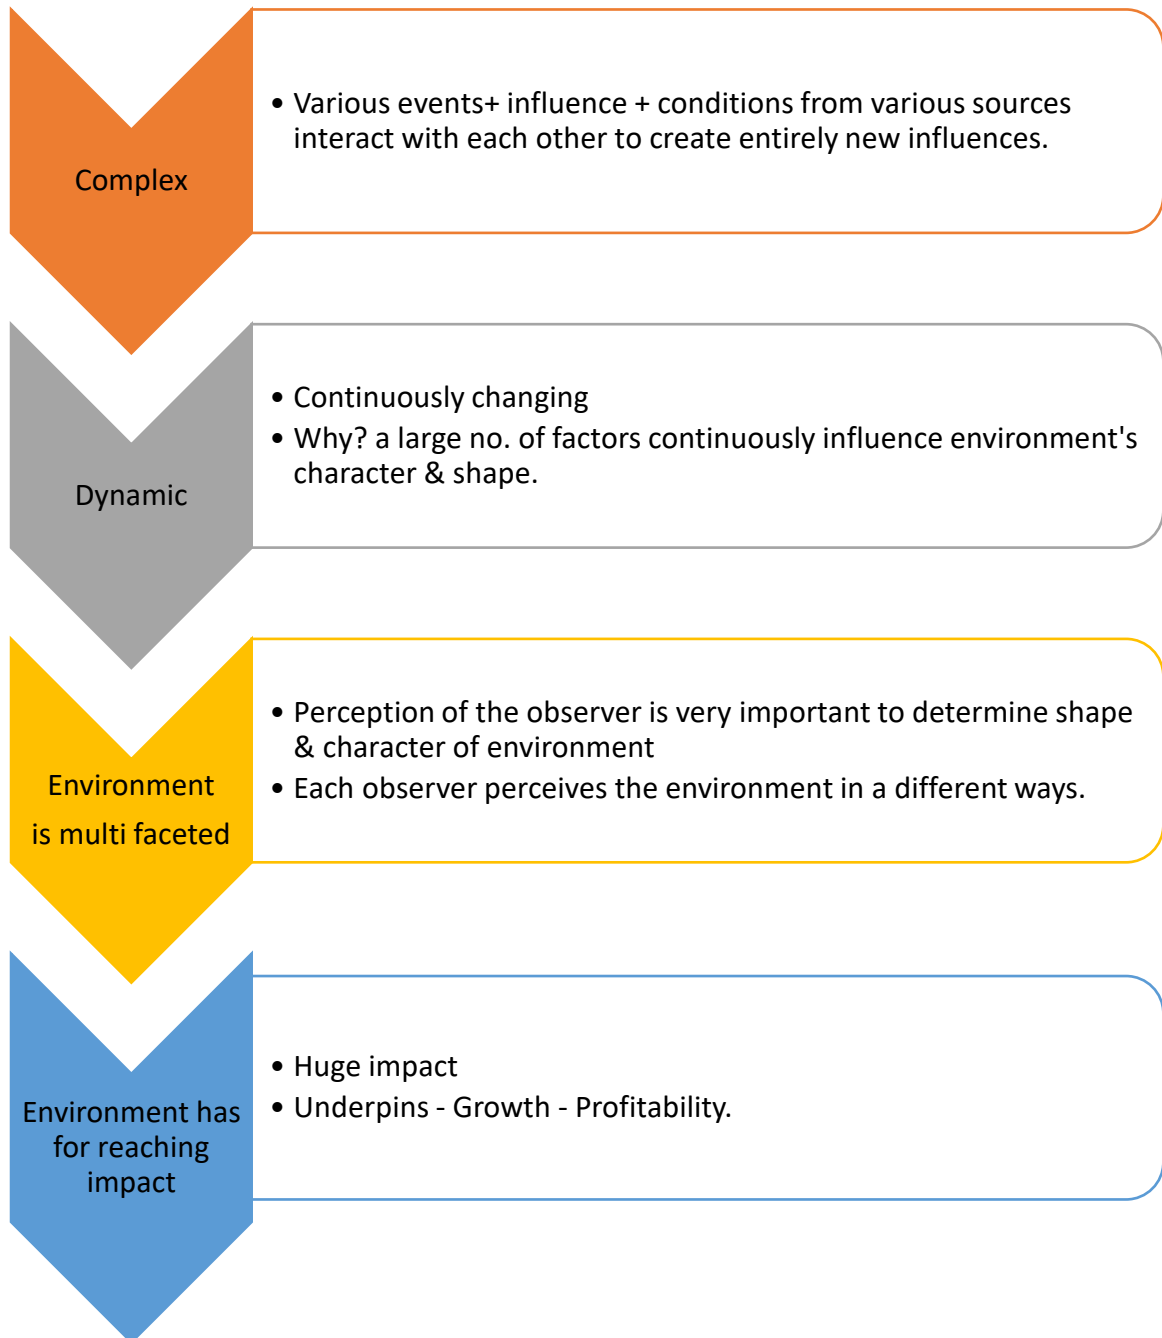 Complex
• Various events+ influence + conditions from various sources
interact with each other to create entirely new influences.
Dynamic
• Continuously changing
• Why? a large no. of factors continuously influence environment's
character & shape.
Environment
is multi faceted
• Perception of the observer is very important to determine shape
& character of environment
• Each observer perceives the environment in a different ways.
Environment has
for reaching
impact
• Huge impact
• Underpins - Growth - Profitability.